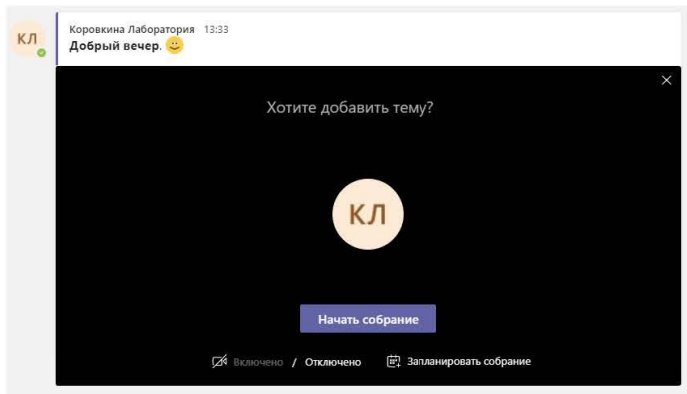 КЛ
Коровкина Лаборатория 13:33
Добрый вечер.
Хотите добавить тему?
КЛ
Начать собрание
Включено / Отключено Запланировать собрание